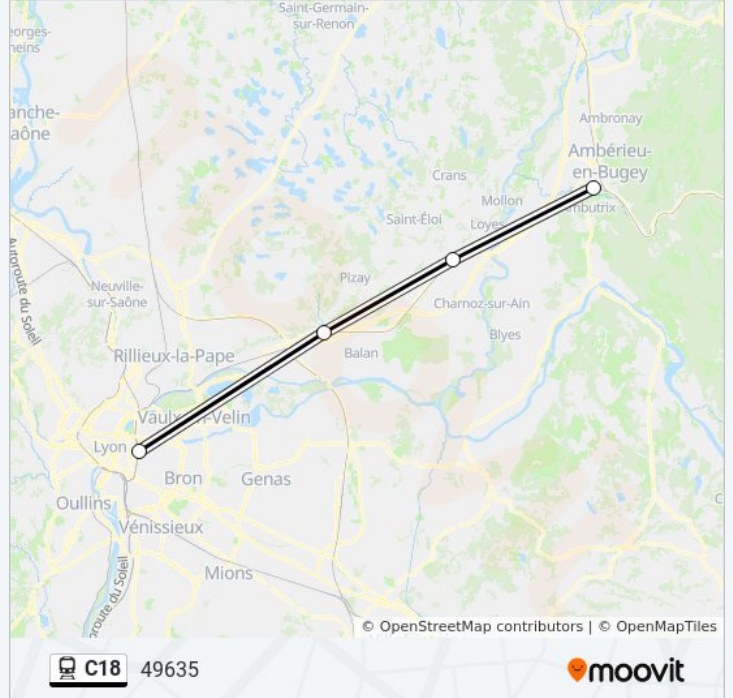 Saint-Germain-
sur-Renon
eorges-
neins
anche-
aône
Ambronay
Ambérieu-
en-Bugey
Crans
Mollon
mbutrix
Saint-Éloi
Loyes
Autoroute du Soleil
Pizay
Neuville-
sur-Saône
Charnoz-sur-Ain
Blyes
Rillieux-la-Pape
Balan
Vaulx-en-Velin
Lyon
Bron
Genas
Oullins
Vénissieux
Mions
oroute du Soleil
© OpenStreetMap contributors | © OpenMapTiles
C18 49635
moovit